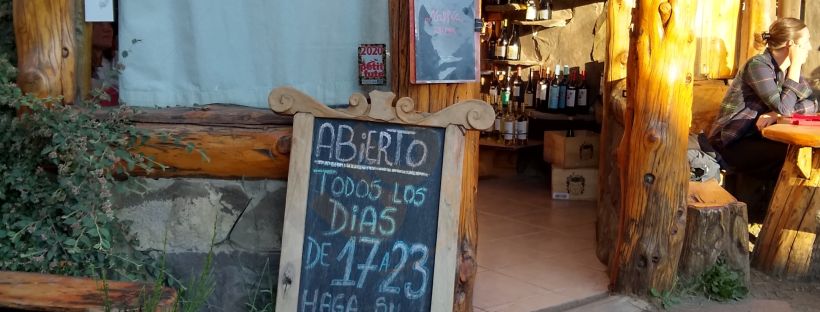 2020
ABiERTO
TODOS LOS
DIAS
DE 17 A 23
HAGA SU